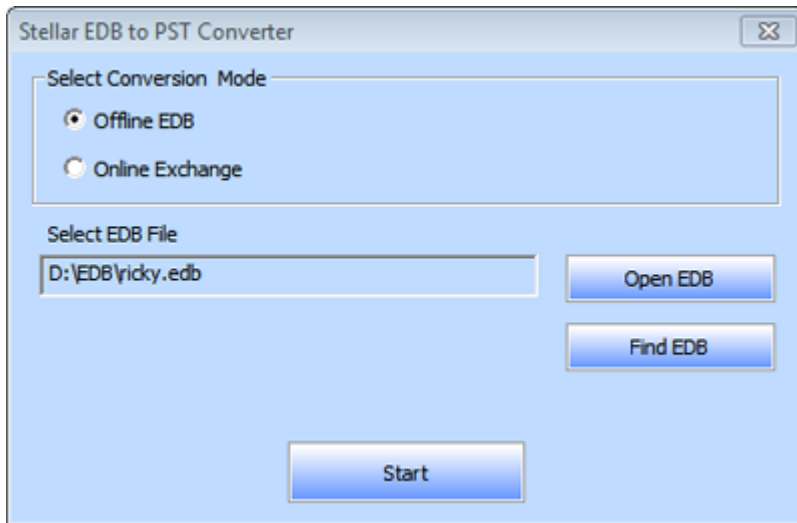 Stellar EDB to PST Converter
Select Conversion Mode
Offline EDB
Online Exchange
Select EDB File
D:\EDB\ricky.edb
Open EDB
Find EDB
Start